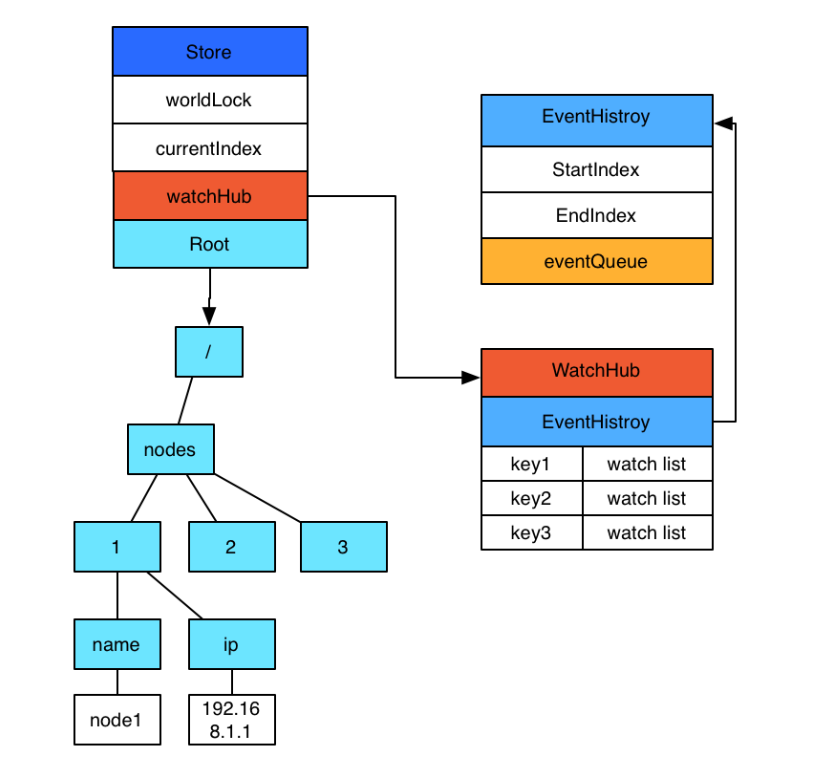 Store
worldLock
currentIndex
watchHub
Root
/
nodes
1
2
3
name
ip
node1
192.16
8.1.1
EventHistroy
StartIndex
EndIndex
eventQueue
WatchHub
EventHistroy
key1 watch list
key2 watch list
key3 watch list